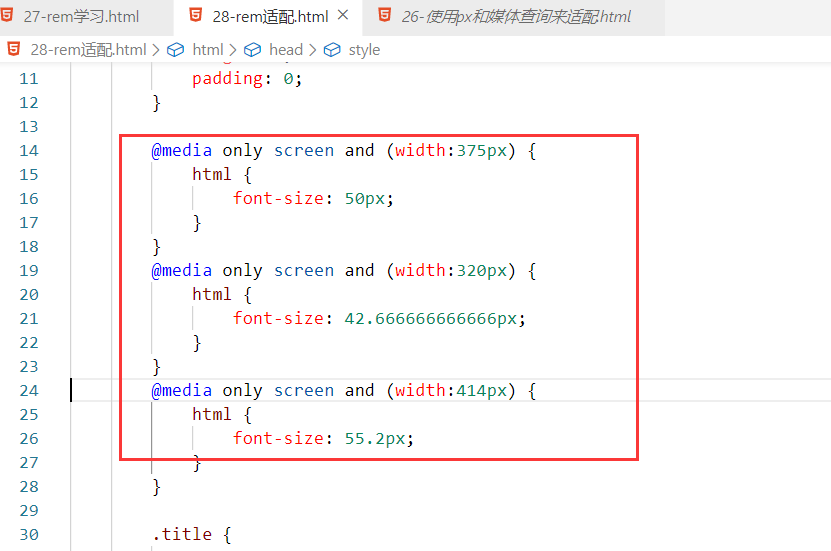 27-rem学习.html 28-rem适配.html 26-使用px和媒体查询来适配.html
28-rem适配.html > html > head > style
11 padding: 0;
12 }
13
14 @media only screen and (width:375px) {
15 html {
16 font-size: 50px;
17 }
18 }
19 @media only screen and (width:320px) {
20 html {
21 font-size: 42.666666666666px;
22 }
23 }
24 @media only screen and (width:414px) {
25 html {
26 font-size: 55.2px;
27 }
28 }
29
30 .title {